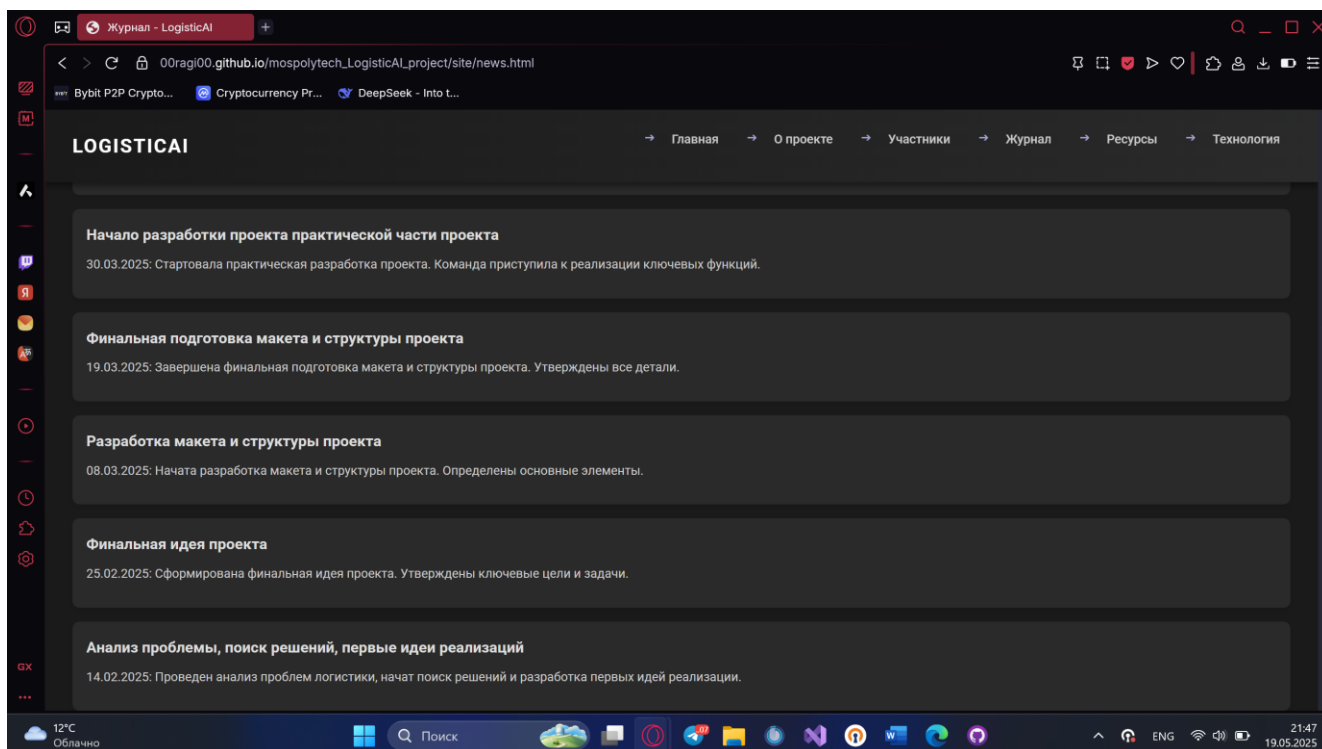 Журнал - LogisticAI
00ragi00.github.io/mospolytech_LogisticAI_project/site/news.html
BYBIT Bybit P2P Crypto... Cryptocurrency Pr... DeepSeek - Into t...
LOGISTICAI → Главная → О проекте → Участники → Журнал → Ресурсы → Технология
Начало разработки проекта практической части проекта
30.03.2025: Стартовала практическая разработка проекта. Команда приступила к реализации ключевых функций.
Финальная подготовка макета и структуры проекта
19.03.2025: Завершена финальная подготовка макета и структуры проекта. Утверждены все детали.
Разработка макета и структуры проекта
08.03.2025: Начата разработка макета и структуры проекта. Определены основные элементы.
Финальная идея проекта
25.02.2025: Сформирована финальная идея проекта. Утверждены ключевые цели и задачи.
Анализ проблемы, поиск решений, первые идеи реализаций
14.02.2025: Проведен анализ проблем логистики, начат поиск решений и разработка первых идей реализации.
GX
12°C
Облачно
Поиск
ENG
21:47
19.05.2025